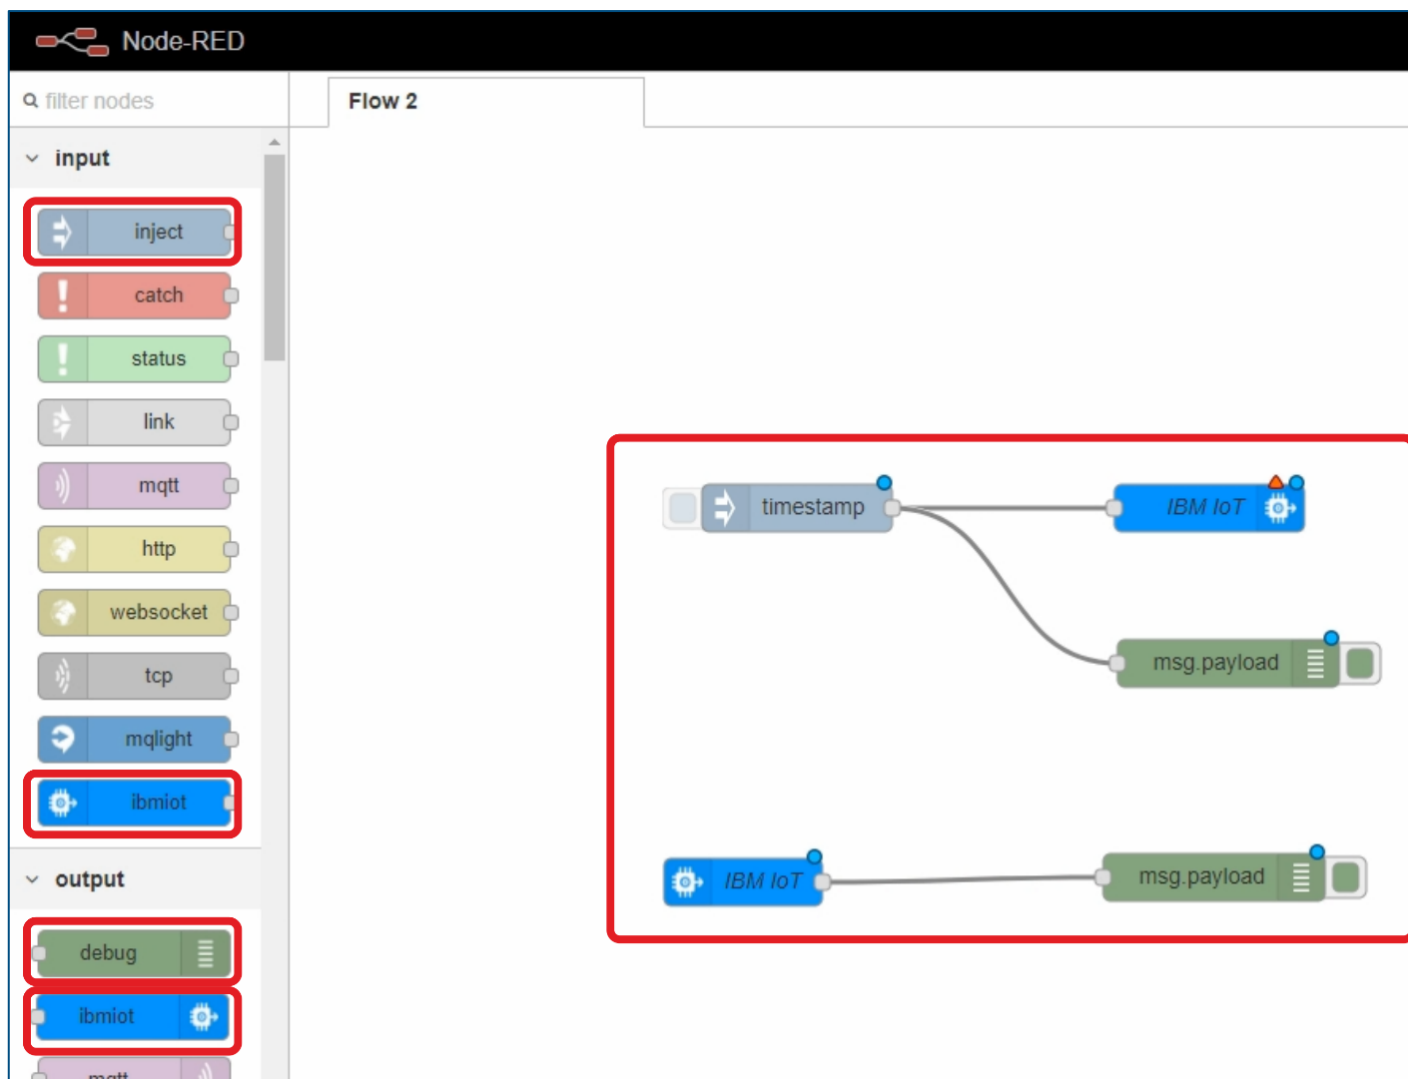 Node-RED
filter nodes
Flow 2
input
inject
catch
status
link
mqtt
http
websocket
tcp
mqlight
ibmiot
output
debug
ibmiot
mqtt
timestamp
IBM IoT
msg.payload
IBM IoT
msg.payload